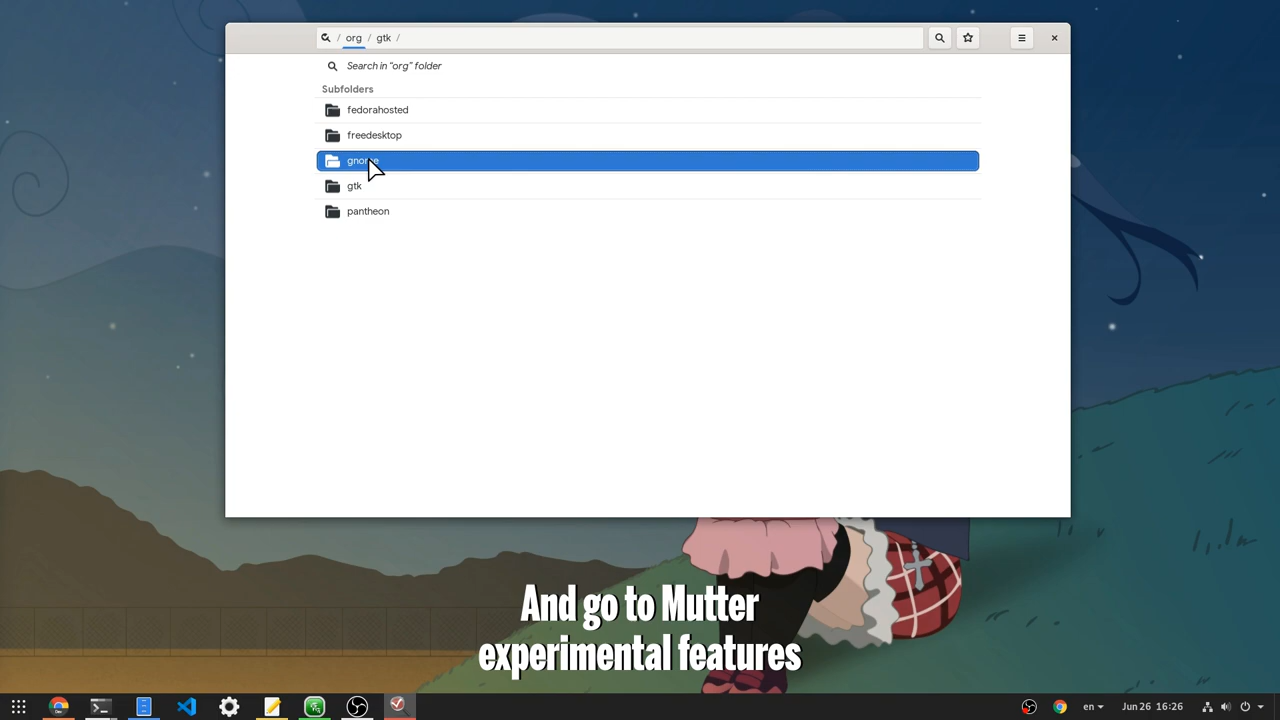 / org / gtk /
Search in “org” folder
Subfolders
fedorahosted
freedesktop
gnome
gtk
pantheon
And go to Mutter
experimental features
en
Jun 26 16:26